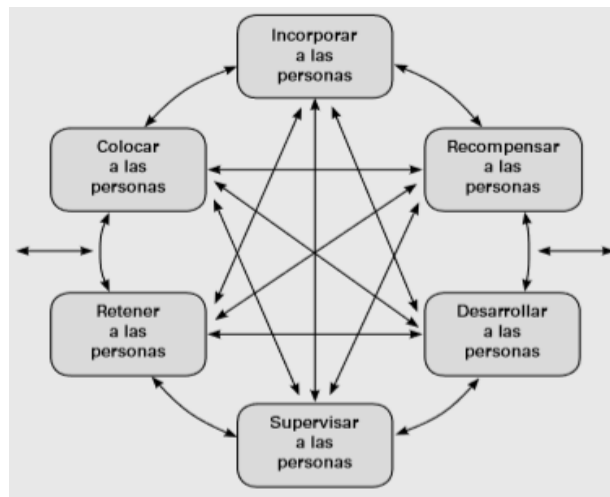 Incorporar
a las
personas
Colocar
a las
personas
Recompensar
a las
personas
Retener
a las
personas
Desarrollar
a las
personas
Supervisar
a las
personas